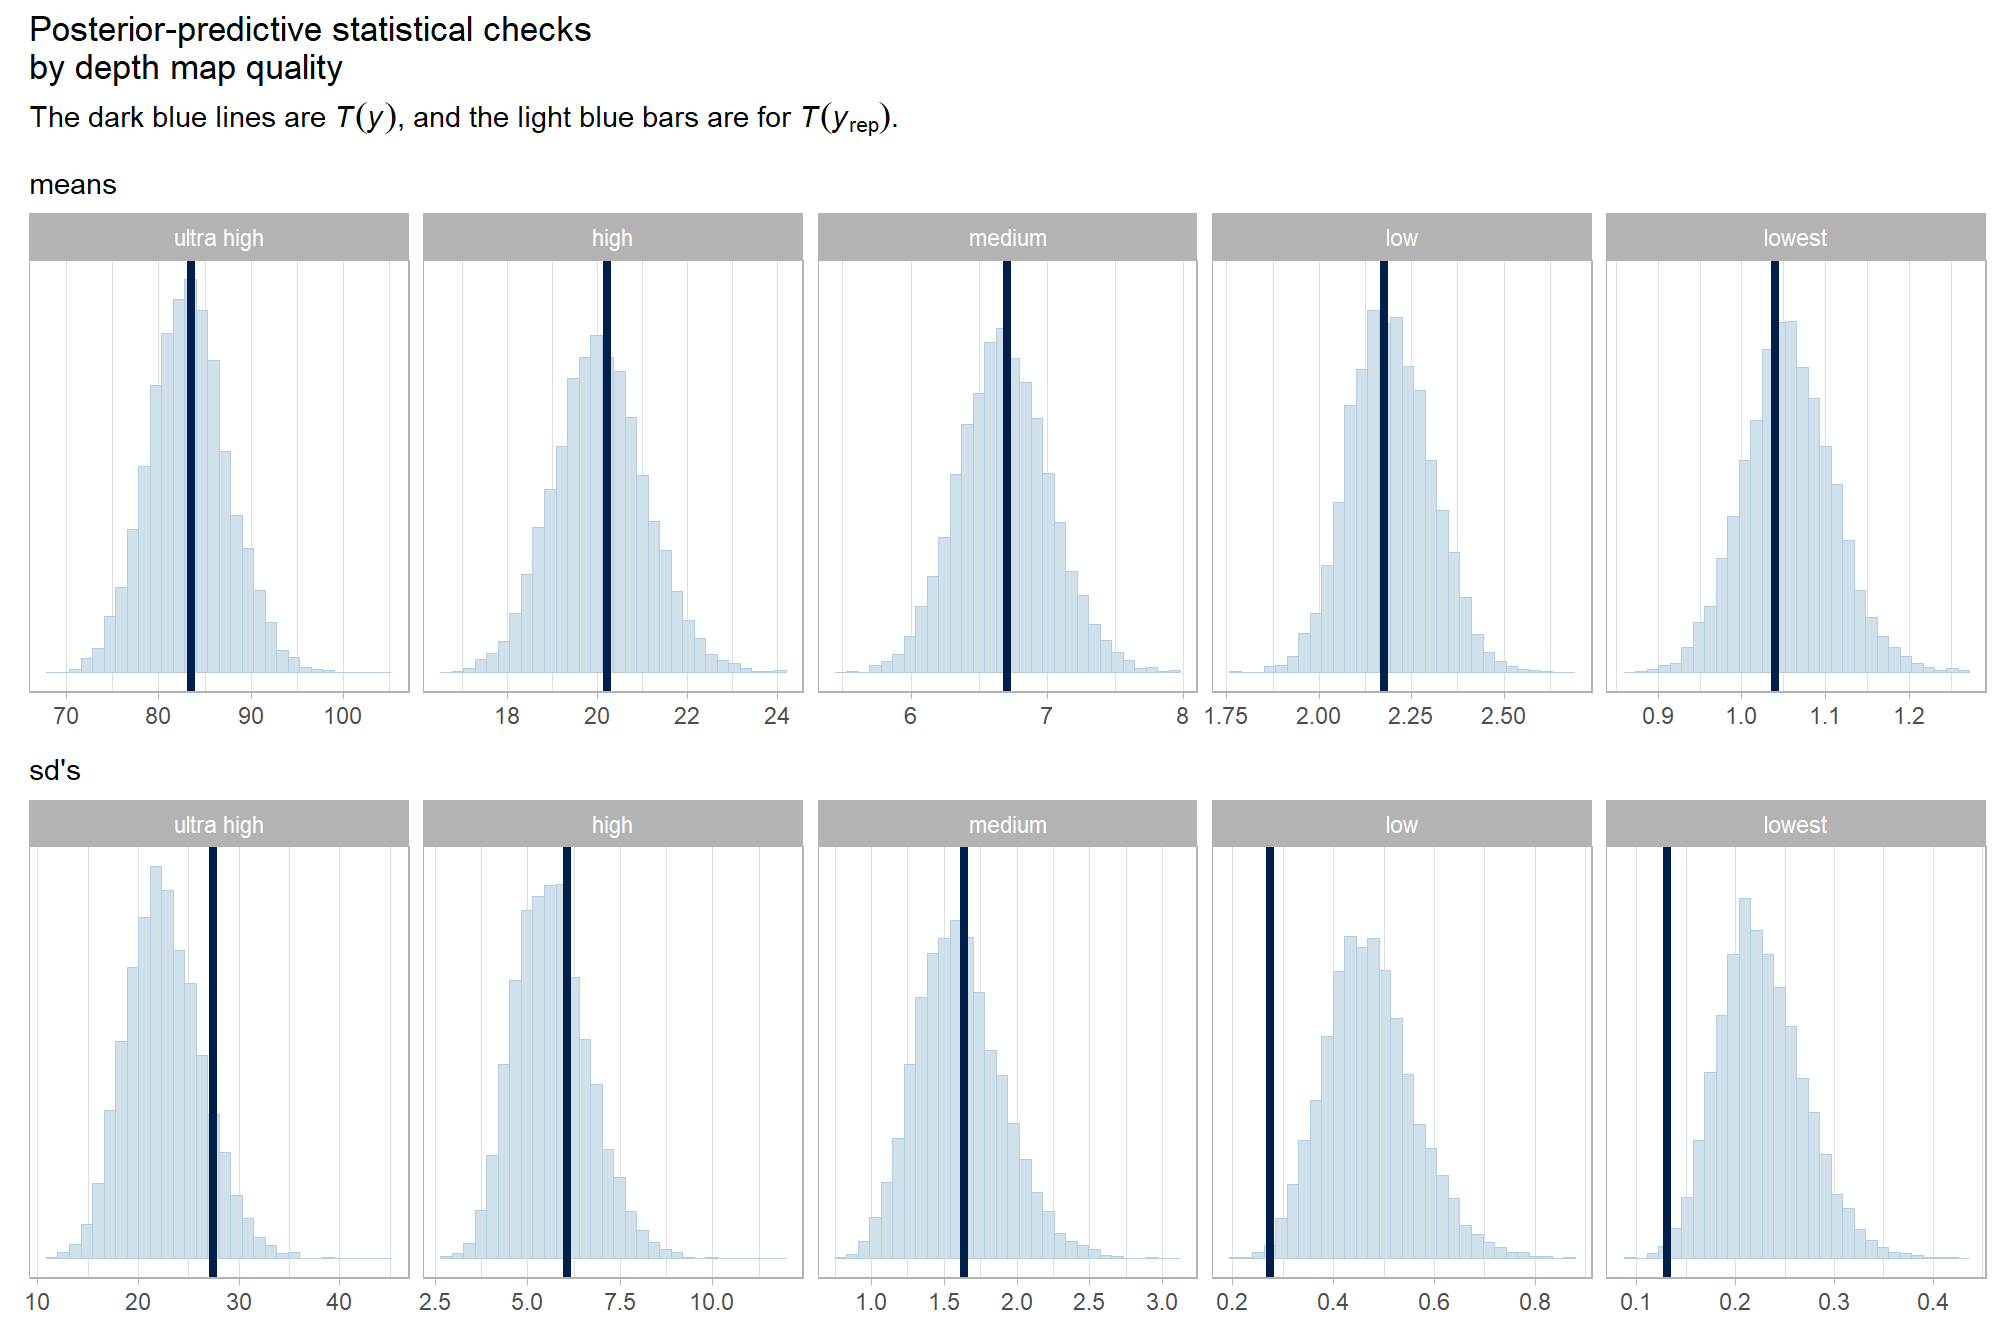 Posterior-predictive statistical checks
by depth map quality
The dark blue lines are T(y), and the light blue bars are for T(y_rep).
means
ultra high high medium low lowest
70 80 90 100 18 20 22 24 6 7 8 1.75 2.00 2.25 2.50 0.9 1.0 1.1 1.2
sd's
ultra high high medium low lowest
10 20 30 40 2.5 5.0 7.5 10.0 1.0 1.5 2.0 2.5 3.0 0.2 0.4 0.6 0.8 0.1 0.2 0.3 0.4